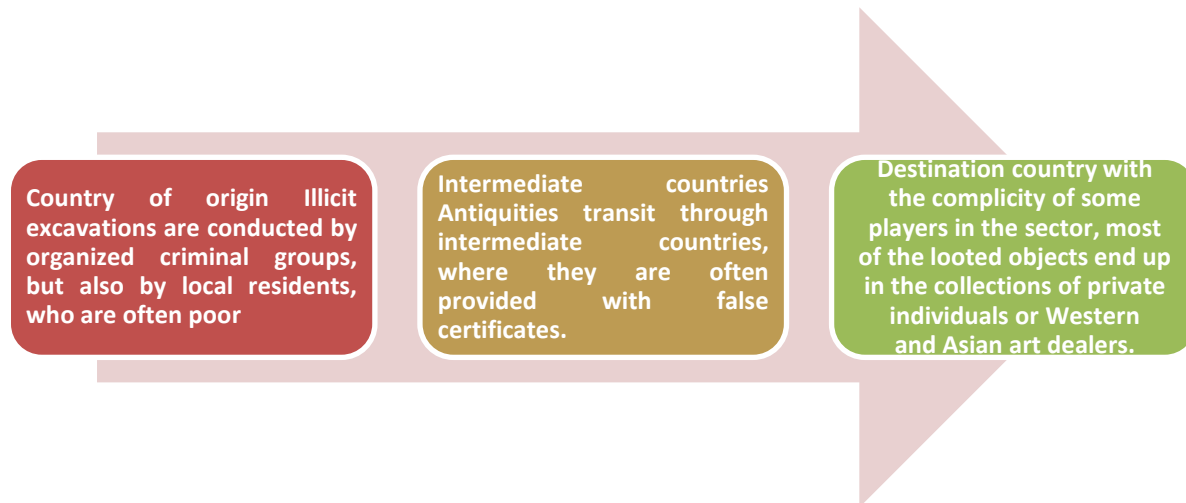 Country of origin Illicit
excavations are conducted by
organized criminal groups,
but also by local residents,
who are often poor
Intermediate countries
Antiquities transit through
intermediate countries,
where they are often
provided with false
certificates.
Destination country with
the complicity of some
players in the sector, most
of the looted objects end up
in the collections of private
individuals or Western
and Asian art dealers.